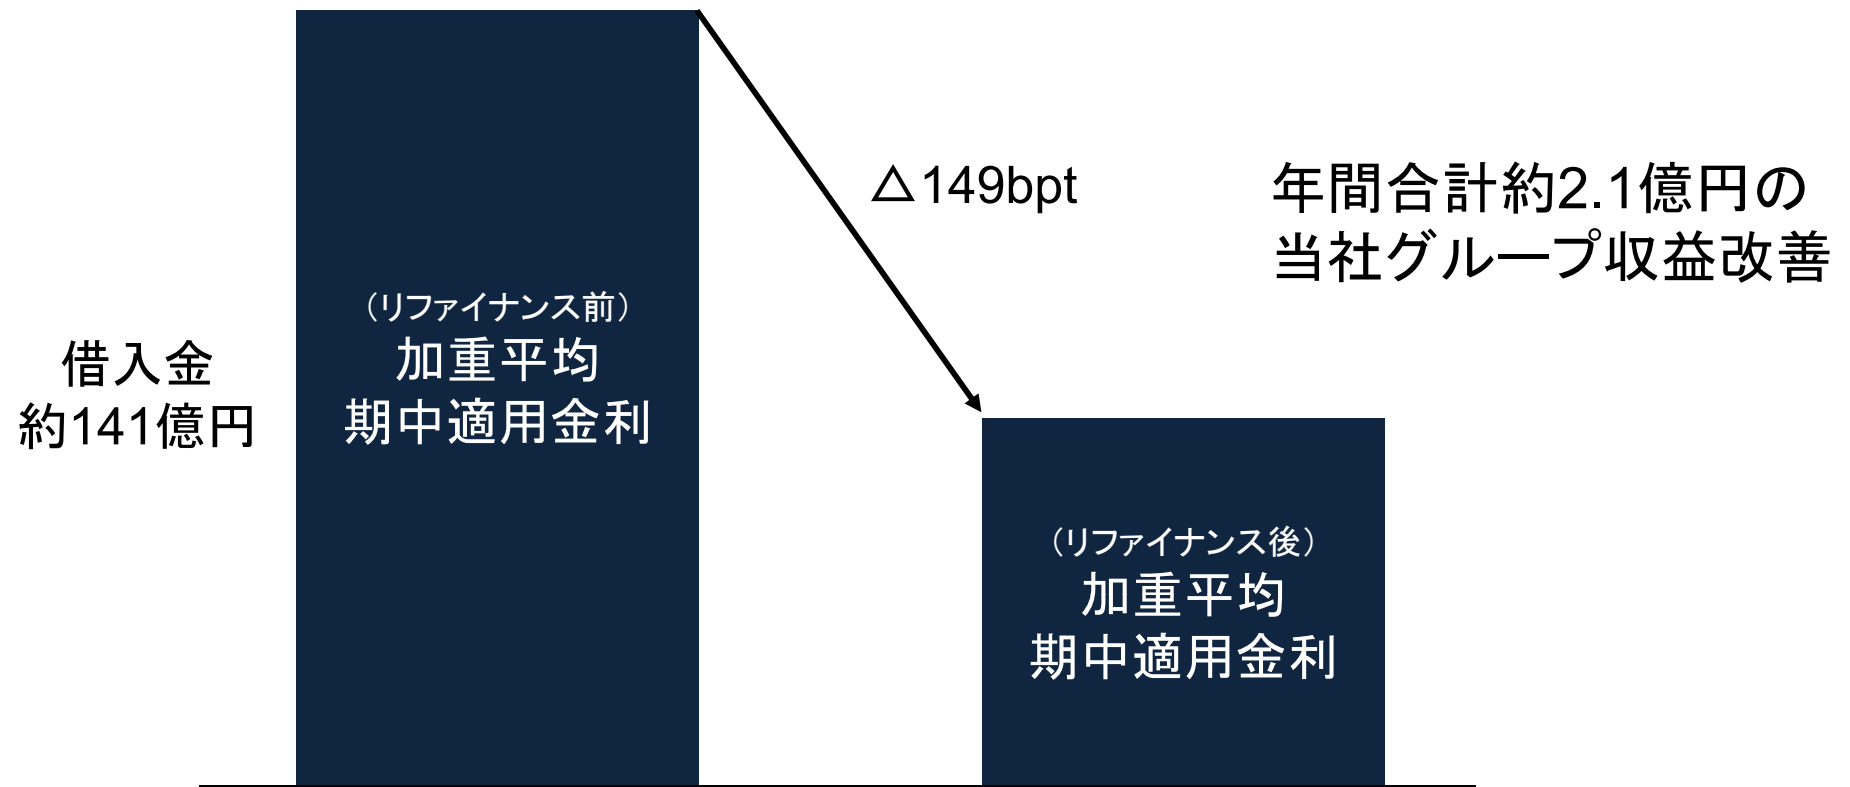 借入金
約141億円
（リファイナンス前）
加重平均
期中適用金利
△149bpt
年間合計約2.1億円の
当社グループ収益改善
（リファイナンス後）
加重平均
期中適用金利